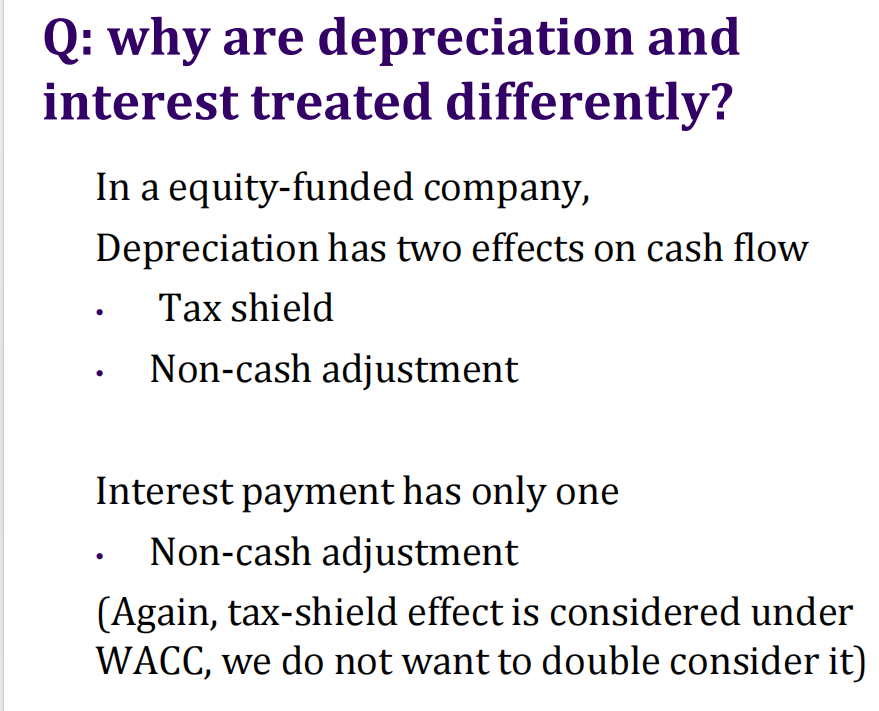 Q: why are depreciation and
interest treated differently?
In a equity-funded company,
Depreciation has two effects on cash flow
• Tax shield
• Non-cash adjustment
Interest payment has only one
• Non-cash adjustment
(Again, tax-shield effect is considered under
WACC, we do not want to double consider it)